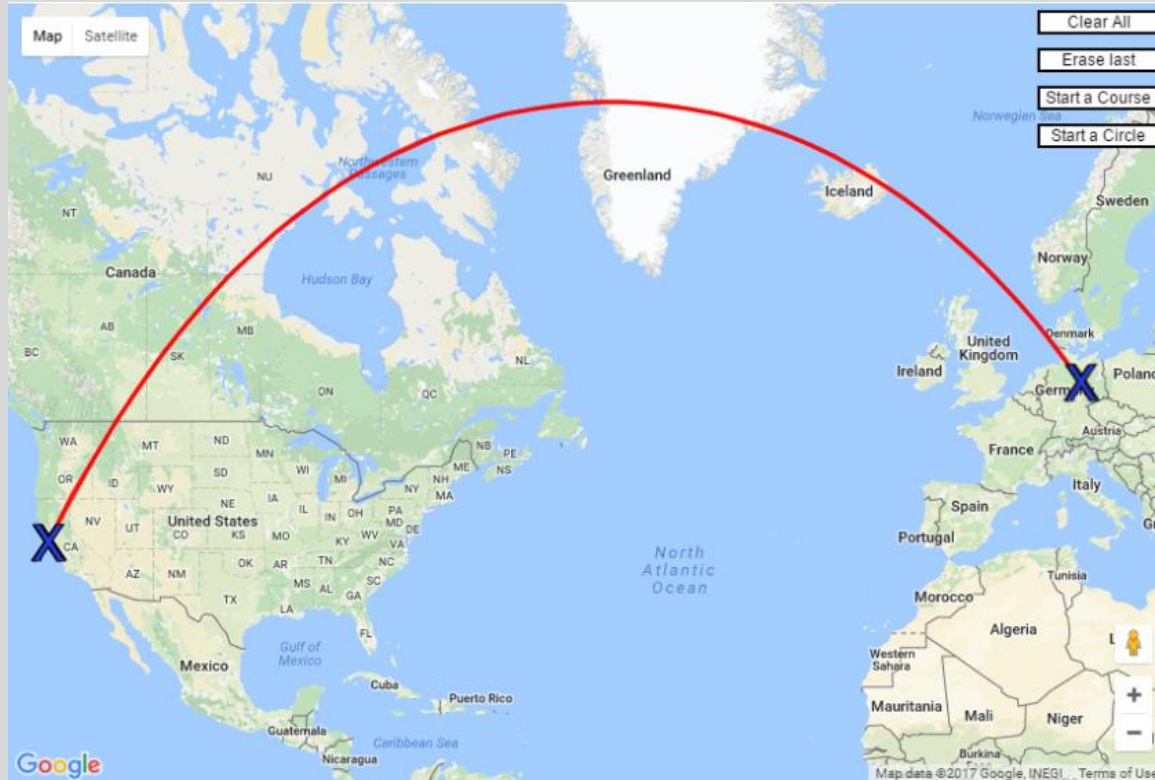 Map Satellite
Clear All
Erase last
Start a Course
Start a Circle
Norwegian Sea
Greenland
Iceland
Sweden
Norway
Northwestern
Passages
NU
NT
Canada
Hudson Bay
AB
MB
SK
BC
ON
QC
NL
Denmark
United
Kingdom
Ireland
Poland
Germ
Austria
France
Italy
Spain
Portugal
WA
MT
ND
MN
OR
ID
SD
WI
MI
WY
NB
PE
ME
NS
NH
NY
MA
NE
IA
NV
UT
United States
CO
KS
MO
IL
IN
OH
PA
MD
DE
KY
WV
VA
CA
OK
AR
TN
NC
AZ
NM
MS
AL
SC
GA
TX
LA
FL
North
Atlantic
Ocean
Gulf of
Mexico
Mexico
Cuba
Puerto Rico
Guatemala
Caribbean Sea
Nicaragua
Tunisia
Morocco
Algeria
L
Western
Sahara
Mauritania
Mali
Niger
Burkina
Google
Map data ©2017 Google, INEGI
Terms of Use